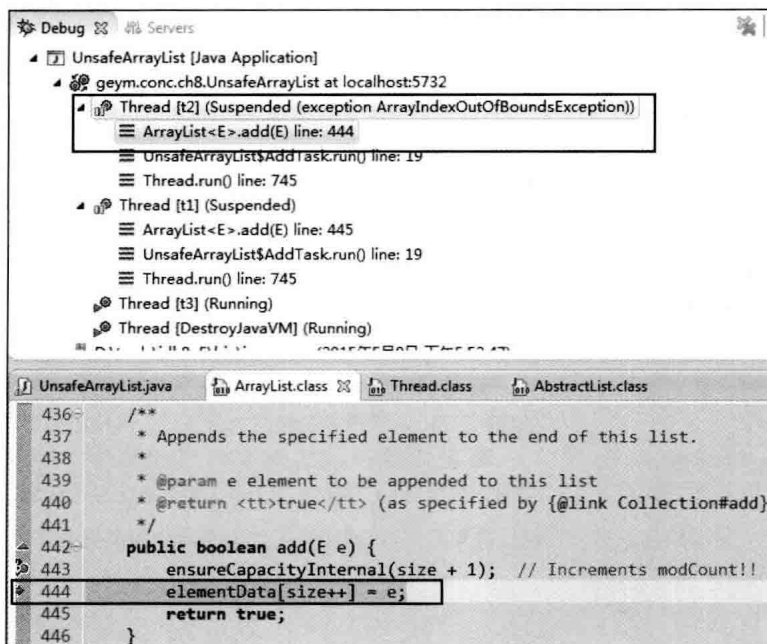 Debug Servers
UnsafeArrayList [Java Application]
geym.conc.ch8.UnsafeArrayList at localhost:5732
Thread [t2] (Suspended (exception ArrayIndexOutOfBoundsException))
ArrayList<E>.add(E) line: 444
UnsafeArrayList$AddTask.run() line: 19
Thread.run() line: 745
Thread [t1] (Suspended)
ArrayList<E>.add(E) line: 445
UnsafeArrayList$AddTask.run() line: 19
Thread.run() line: 745
Thread [t3] (Running)
Thread [DestroyJavaVM] (Running)
UnsafeArrayList.java ArrayList.class Thread.class AbstractList.class
436 /**
437 * Appends the specified element to the end of this list.
438 *
439 * @param e element to be appended to this list
440 * @return <tt>true</tt> (as specified by {@link Collection#add}
441 */
442 public boolean add(E e) {
443 ensureCapacityInternal(size + 1); // Increments modCount!!
444 elementData[size++] = e;
445 return true;
446 }